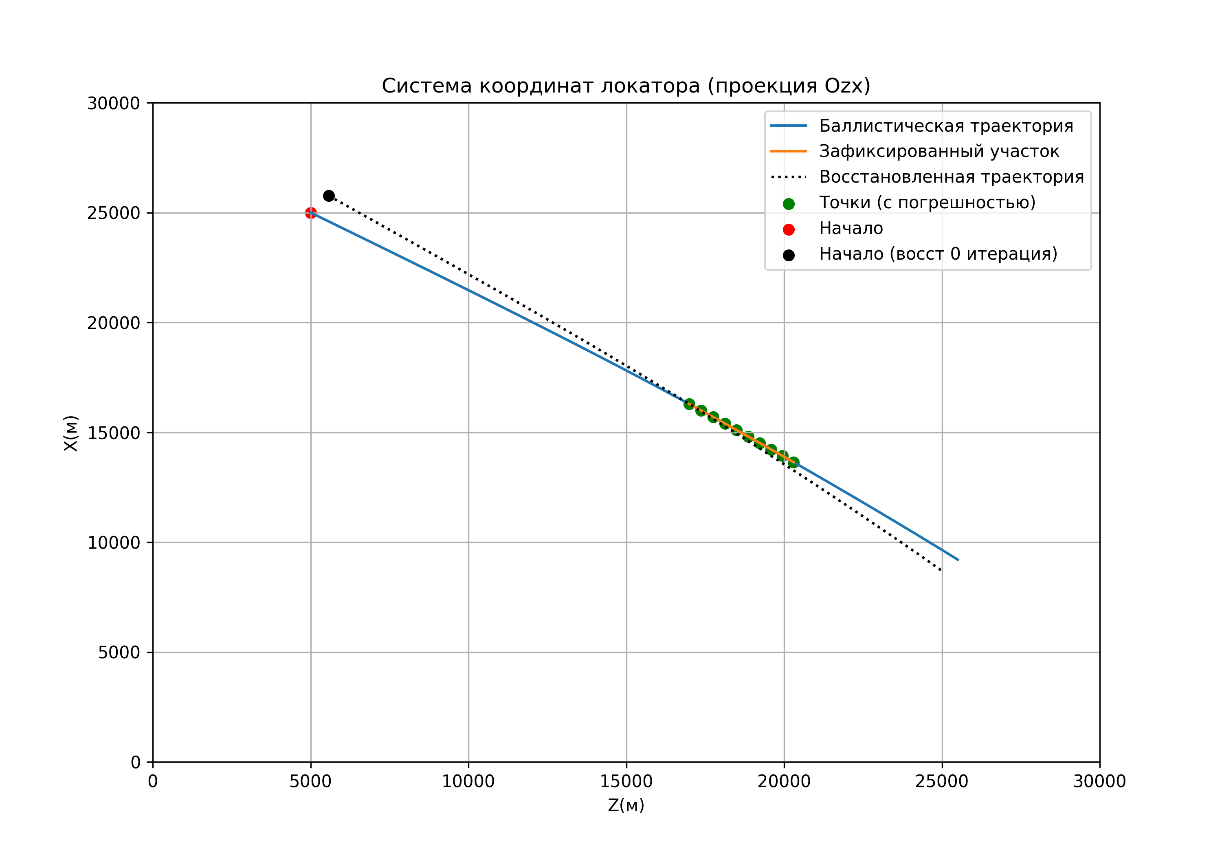 Система координат локатора (проекция Ozx)
30000
25000
20000
15000
10000
5000
0
X(м)
Баллистическая траектория
Зафиксированный участок
Восстановленная траектория
Точки (с погрешностью)
Начало
Начало (восст 0 итерация)
0
5000
10000
15000
20000
25000
30000
Z(м)